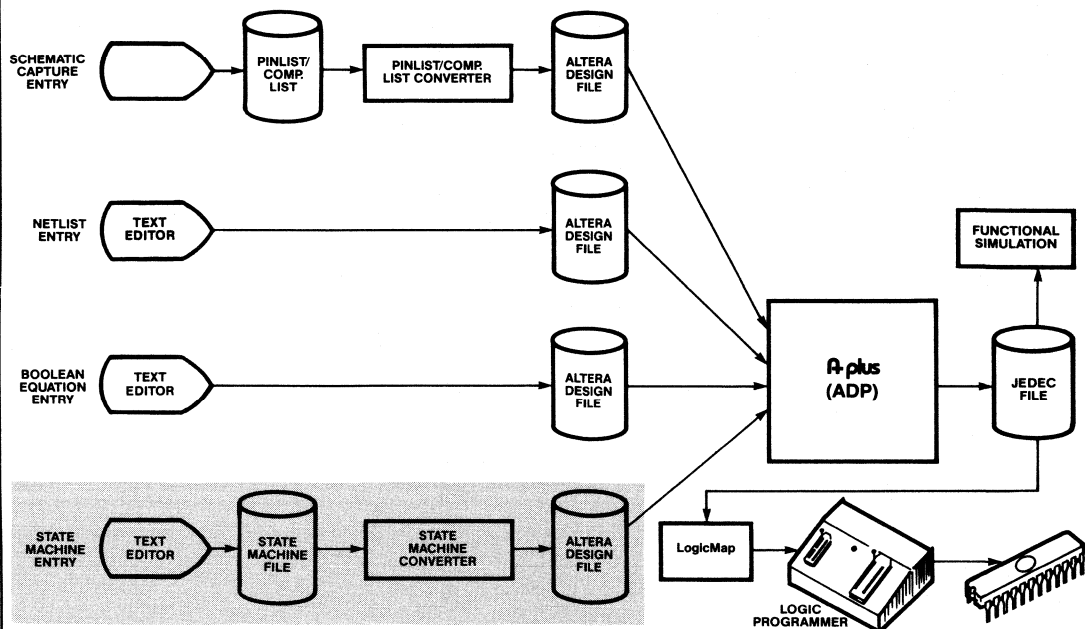 SCHEMATIC
CAPTURE
ENTRY
PINLIST/
COMP.
LIST
PINLIST/COMP.
LIST CONVERTER
ALTERA
DESIGN
FILE
NETLIST
ENTRY
TEXT
EDITOR
ALTERA
DESIGN
FILE
FUNCTIONAL
SIMULATION
BOOLEAN
EQUATION
ENTRY
TEXT
EDITOR
ALTERA
DESIGN
FILE
A+plus
(ADP)
JEDEC
FILE
STATE
MACHINE
ENTRY
TEXT
EDITOR
STATE
MACHINE
FILE
STATE
MACHINE
CONVERTER
ALTERA
DESIGN
FILE
LogicMap
LOGIC
PROGRAMMER